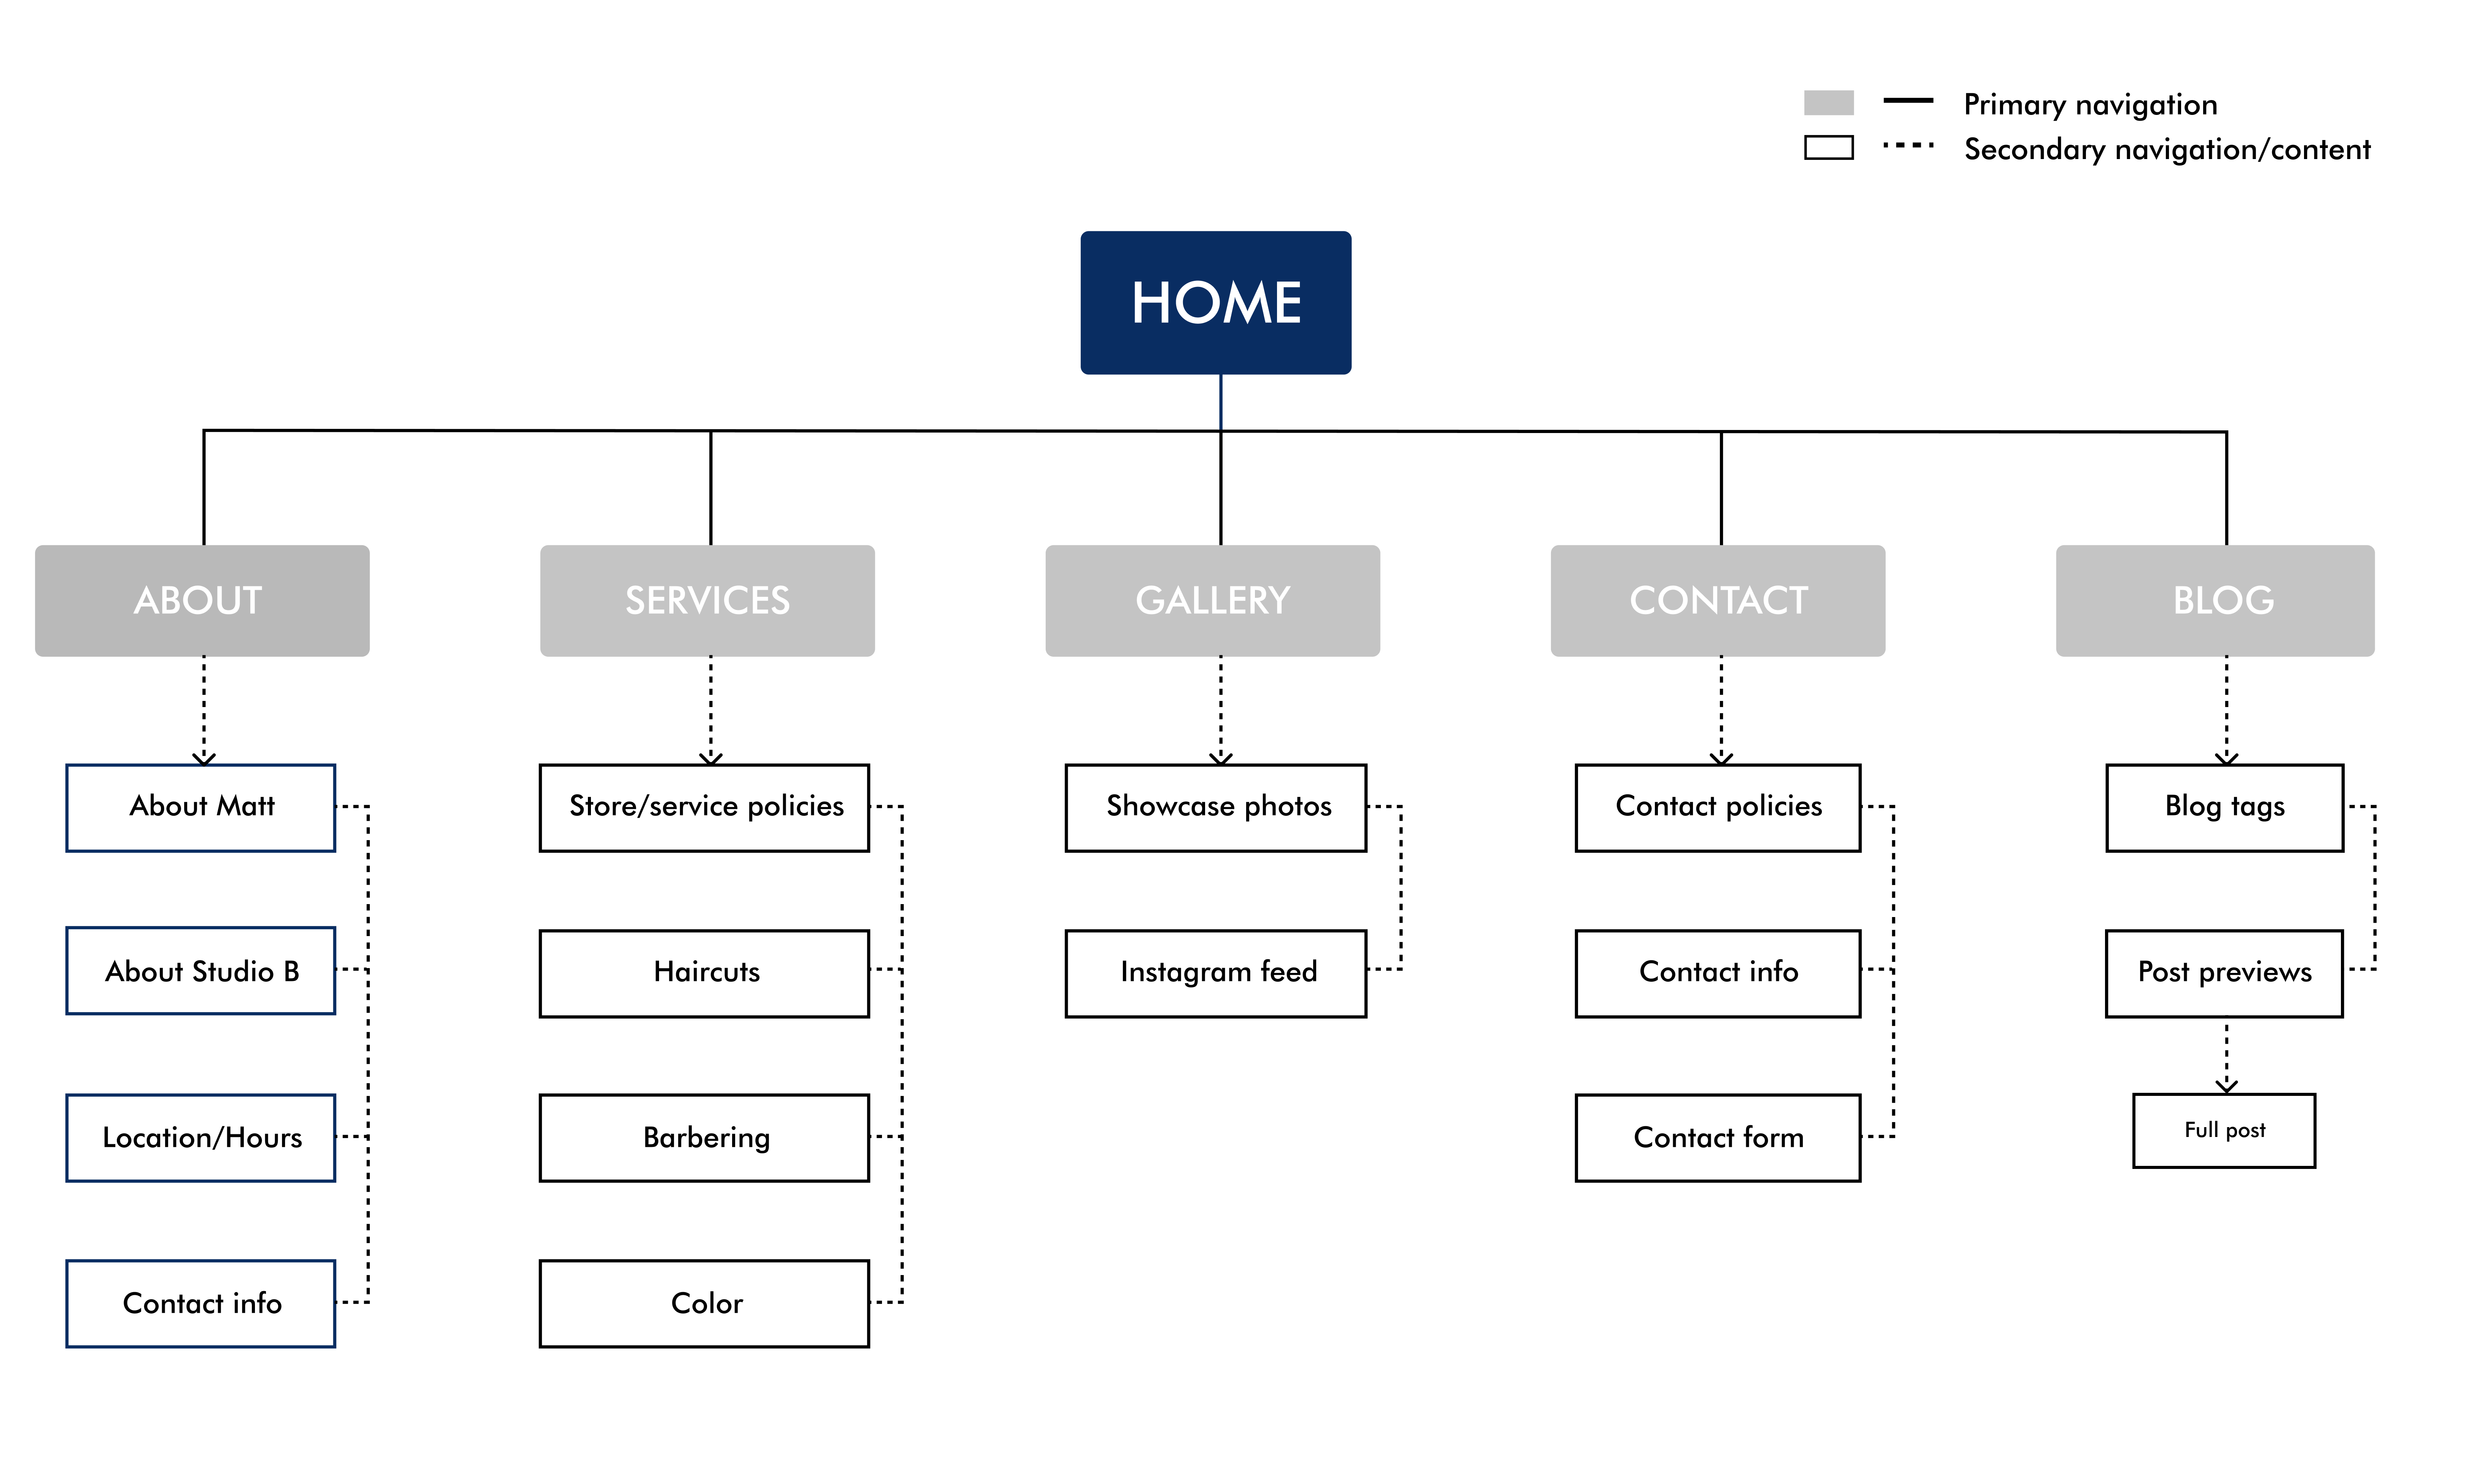 Primary navigation
Secondary navigation/content
HOME
ABOUT
SERVICES
GALLERY
CONTACT
BLOG
About Matt
Store/service policies
Showcase photos
Contact policies
Blog tags
About Studio B
Haircuts
Instagram feed
Contact info
Post previews
Location/Hours
Barbering
Contact form
Full post
Contact info
Color